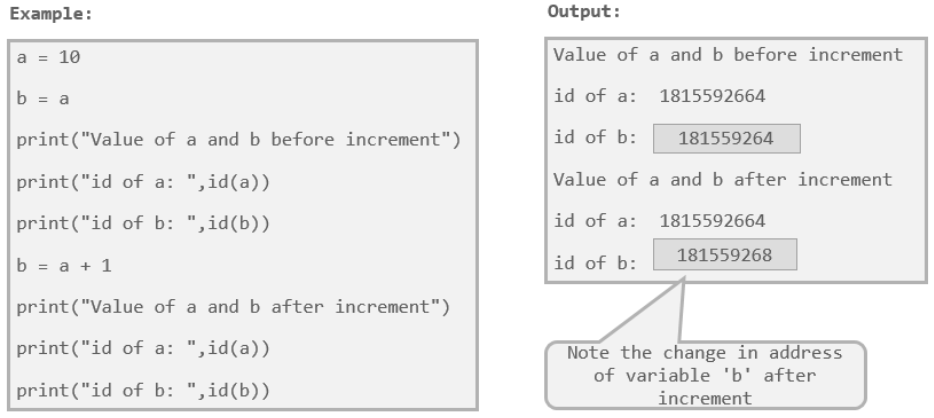 Example:
a = 10
b = a
print("Value of a and b before increment")
print("id of a: ",id(a))
print("id of b: ",id(b))
b = a + 1
print("Value of a and b after increment")
print("id of a: ",id(a))
print("id of b: ",id(b))
Output:
Value of a and b before increment
id of a:  1815592664
id of b:  181559264
Value of a and b after increment
id of a:  1815592664
id of b:  181559268
Note the change in address
of variable 'b' after
increment